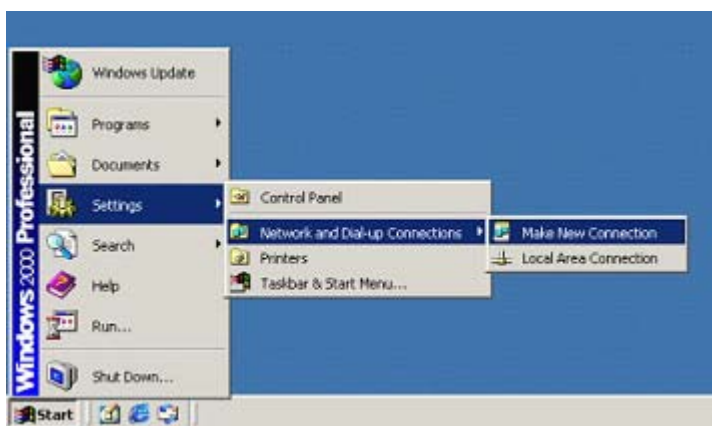 Windows 2000 Professional
Windows Update
Programs
Documents
Settings
Search
Help
Run...
Shut Down...
Control Panel
Network and Dial-up Connections
Printers
Taskbar & Start Menu...
Make New Connection
Local Area Connection
Start